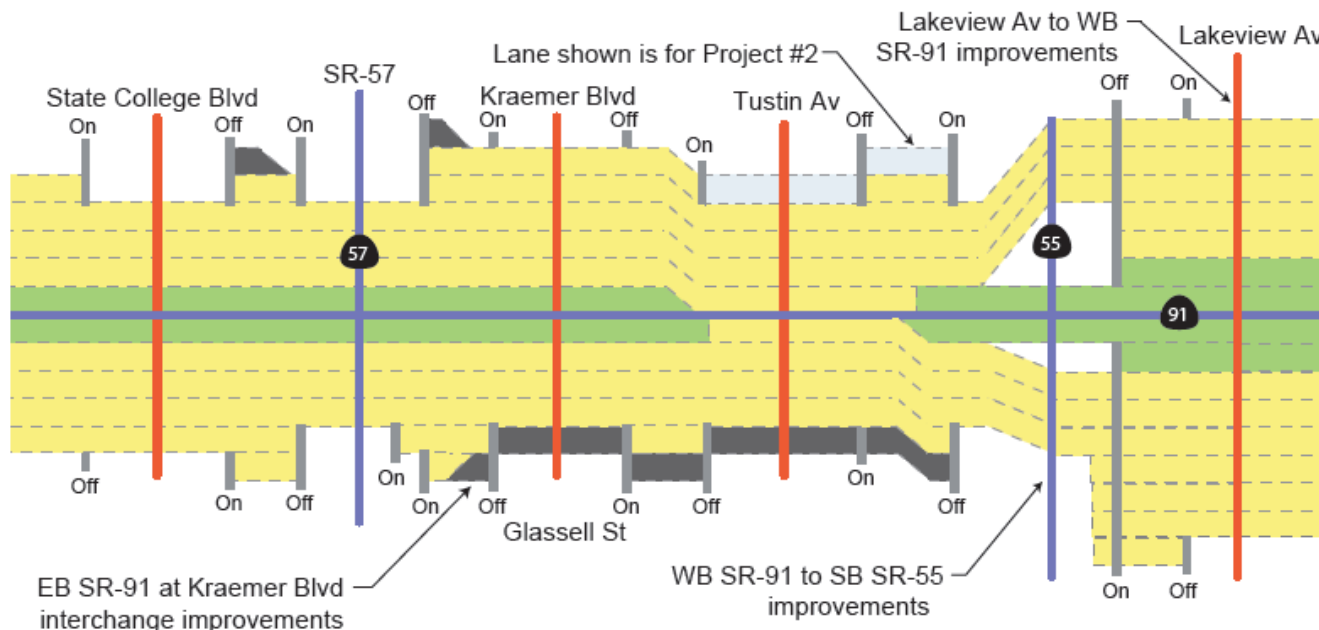 Lakeview Av to WB
SR-91 improvements
Lakeview Av
Lane shown is for Project #2
SR-57
State College Blvd
Kraemer Blvd
Tustin Av
On
Off
On
Off
On
Off
On
Off
On
Off
On
57
55
91
Off
On
Off
On
On
Off
On
Off
On
Off
On
Off
Glassell St
EB SR-91 at Kraemer Blvd
interchange improvements
WB SR-91 to SB SR-55
improvements